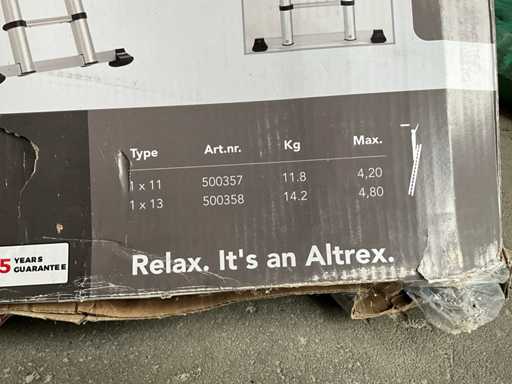 Type Art.nr. Kg Max.
1 x 11 500357 11.8 4,20
1 x 13 500358 14.2 4,80
5 YEARS
GUARANTEE
Relax. It's an Altrex.